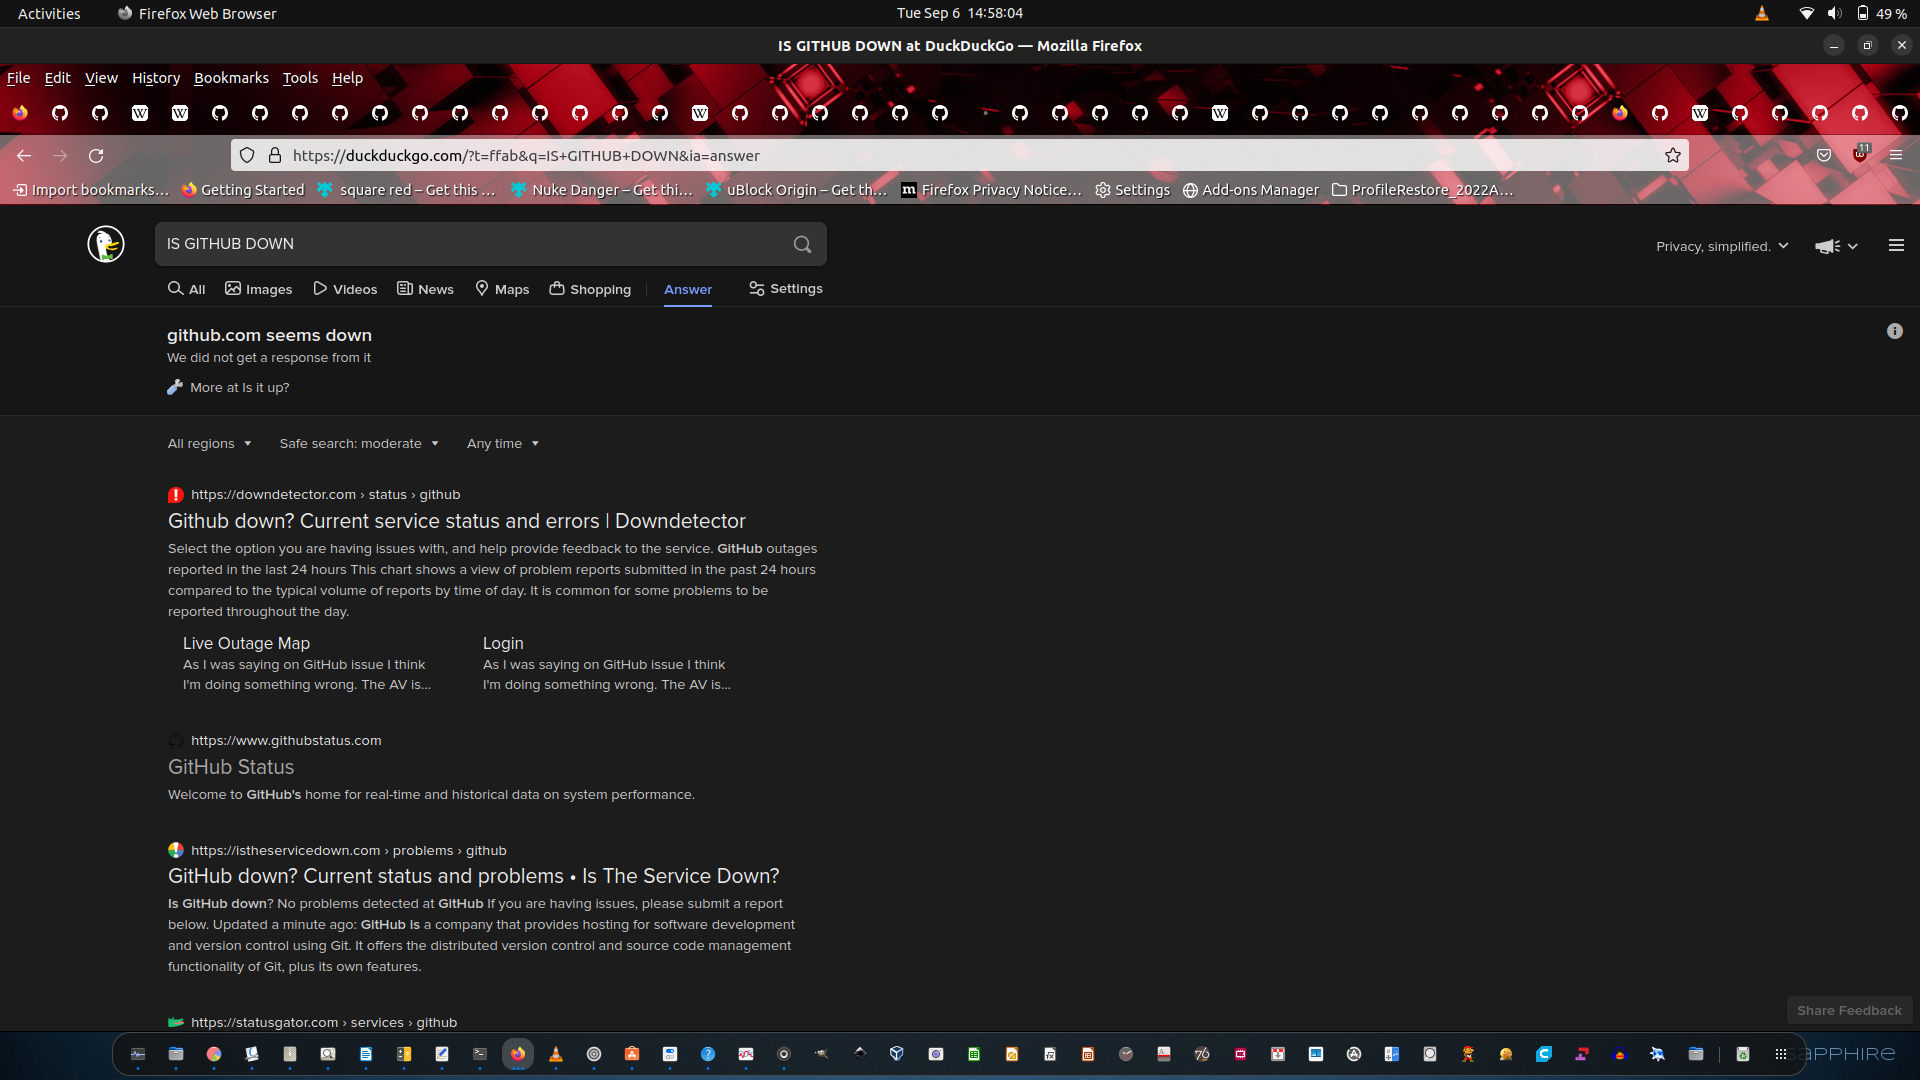 Activities Firefox Web Browser Tue Sep 6 14:58:04 49 %
IS GITHUB DOWN at DuckDuckGo — Mozilla Firefox
File Edit View History Bookmarks Tools Help
https://duckduckgo.com/?t=ffab&q=IS+GITHUB+DOWN&ia=answer 11
Import bookmarks… Getting Started square red – Get this … Nuke Danger – Get thi… uBlock Origin – Get th… Firefox Privacy Notice… Settings Add-ons Manager ProfileRestore_2022A…
IS GITHUB DOWN
Privacy, simplified.
All Images Videos News Maps Shopping Answer Settings
github.com seems down
We did not get a response from it
More at Is it up?
All regions Safe search: moderate Any time
https://downdetector.com › status › github
Github down? Current service status and errors | Downdetector
Select the option you are having issues with, and help provide feedback to the service. GitHub outages
reported in the last 24 hours This chart shows a view of problem reports submitted in the past 24 hours
compared to the typical volume of reports by time of day. It is common for some problems to be
reported throughout the day.
Live Outage Map
As I was saying on GitHub issue I think
I'm doing something wrong. The AV is...
Login
As I was saying on GitHub issue I think
I'm doing something wrong. The AV is...
https://www.githubstatus.com
GitHub Status
Welcome to GitHub's home for real-time and historical data on system performance.
https://istheservicedown.com › problems › github
GitHub down? Current status and problems • Is The Service Down?
Is GitHub down? No problems detected at GitHub If you are having issues, please submit a report
below. Updated a minute ago: GitHub is a company that provides hosting for software development
and version control using Git. It offers the distributed version control and source code management
functionality of Git, plus its own features.
https://statusgator.com › services › github
Share Feedback
76
SAPPHIRE